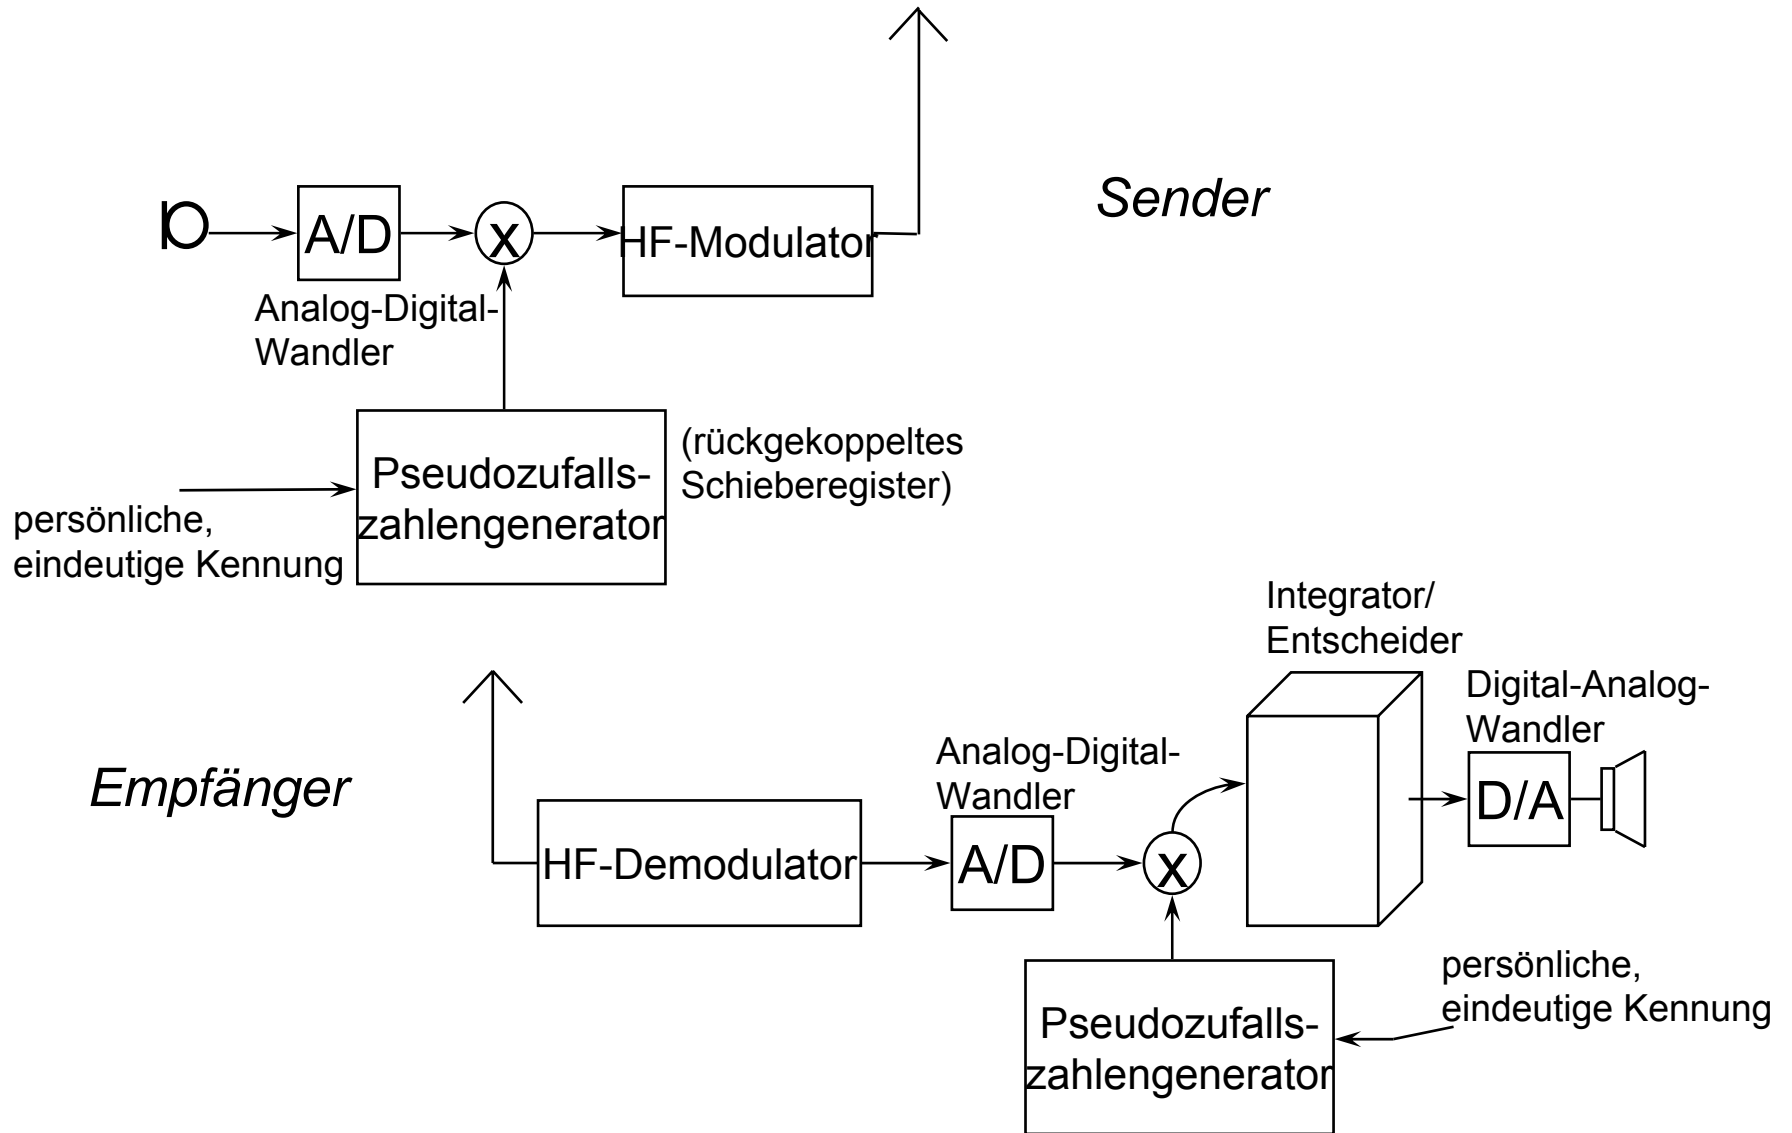 Sender
A/D
x
HF-Modulator
Analog-Digital-
Wandler
(rückgekoppeltes
Schieberegister)
Pseudozufalls-
zahlengenerator
persönliche,
eindeutige Kennung
Integrator/
Entscheider
Digital-Analog-
Wandler
Analog-Digital-
Wandler
Empfänger
HF-Demodulator
A/D
x
D/A
persönliche,
eindeutige Kennung
Pseudozufalls-
zahlengenerator